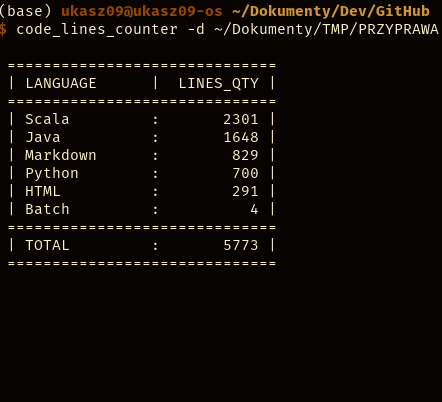 (base) ukasz09@ukasz09-os ~/Dokumenty/Dev/GitHub
$ code_lines_counter -d ~/Dokumenty/TMP/PRZYPRAWA
==============================
| LANGUAGE      |  LINES_QTY |
==============================
| Scala         :       2301 |
| Java          :       1648 |
| Markdown      :        829 |
| Python        :        700 |
| HTML          :        291 |
| Batch         :          4 |
==============================
| TOTAL         :       5773 |
==============================